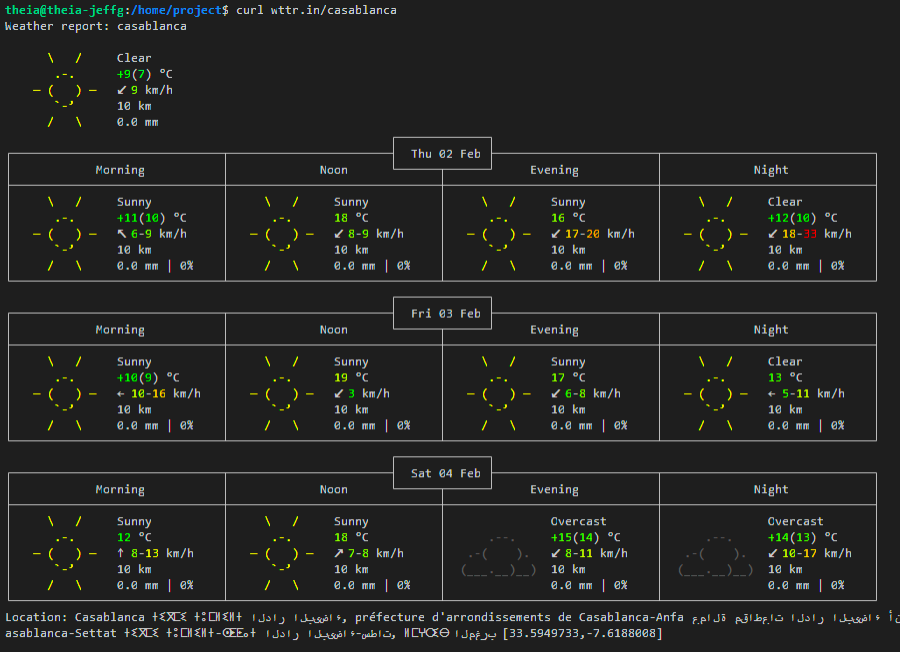 theia@theia-jeffg:/home/project$ curl wttr.in/casablanca
Weather report: casablanca
Clear
+9(7) °C
↙ 9 km/h
10 km
0.0 mm
Thu 02 Feb
Morning Noon Evening Night
Sunny Sunny Sunny Clear
+11(10) °C 18 °C 16 °C +12(10) °C
↖ 6-9 km/h ↙ 8-9 km/h ↙ 17-20 km/h ↙ 18-33 km/h
10 km 10 km 10 km 10 km
0.0 mm | 0% 0.0 mm | 0% 0.0 mm | 0% 0.0 mm | 0%
Fri 03 Feb
Morning Noon Evening Night
Sunny Sunny Sunny Clear
+10(9) °C 19 °C 17 °C 13 °C
← 10-16 km/h ↙ 3 km/h ↙ 6-8 km/h ← 5-11 km/h
10 km 10 km 10 km 10 km
0.0 mm | 0% 0.0 mm | 0% 0.0 mm | 0% 0.0 mm | 0%
Sat 04 Feb
Morning Noon Evening Night
Sunny Sunny Overcast Overcast
12 °C 18 °C +15(14) °C +14(13) °C
↑ 8-13 km/h ↗ 7-8 km/h ↙ 8-11 km/h ↙ 10-17 km/h
10 km 10 km 10 km 10 km
0.0 mm | 0% 0.0 mm | 0% 0.0 mm | 0% 0.0 mm | 0%
Location: Casablanca ⵜⵉⴳⵎⵉ ⵜⵓⵎⵍⵉⵍⵜ الدار البيضاء, préfecture d'arrondissements de Casablanca-Anfa عمالة مقاطعات الدار البيضاء
asablanca-Settat ⵜⵉⴳⵎⵉ ⵜⵓⵎⵍⵉⵍⵜ-ⵙⵟⵟⴰⵜ الدار البيضاء-سطات, ⵍⵎⵖⵔⵉⴱ المغرب [33.5949733,-7.6188008]